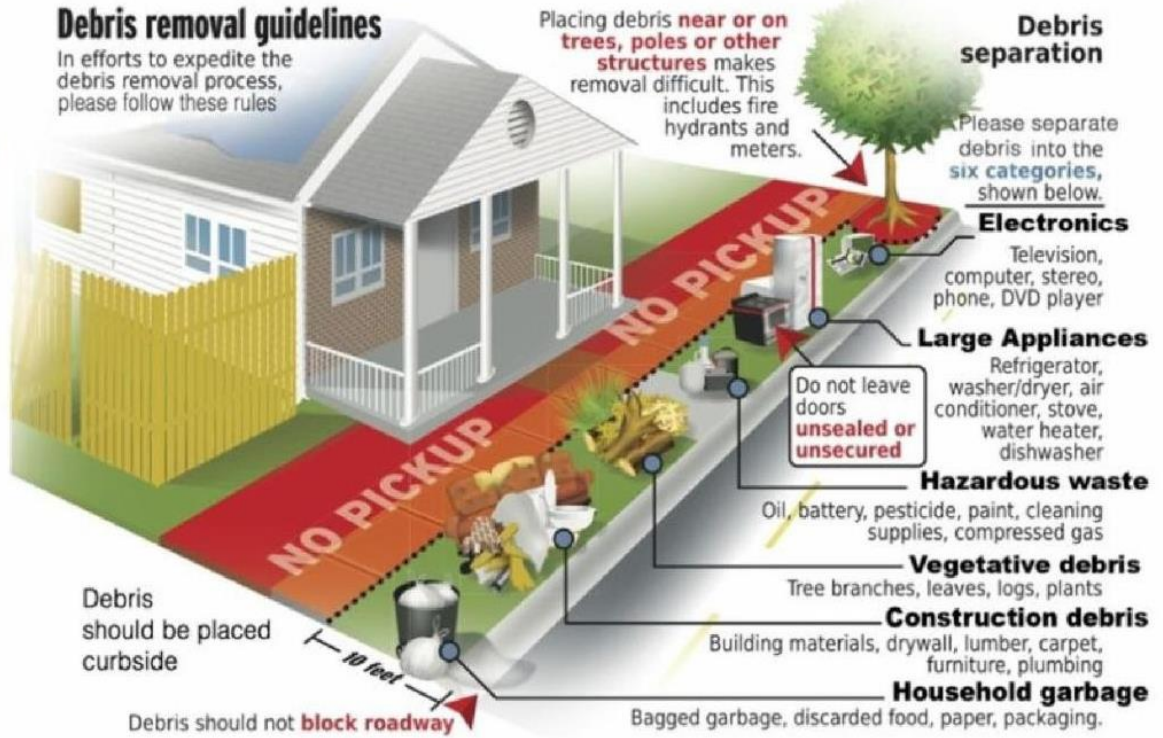 Debris removal guidelines
In efforts to expedite the
debris removal process,
please follow these rules
Placing debris near or on
trees, poles or other
structures makes
removal difficult. This
includes fire
hydrants and
meters.
Debris
separation
Please separate
debris into the
six categories,
shown below.
Electronics
Television,
computer, stereo,
phone, DVD player
Large Appliances
Refrigerator,
washer/dryer, air
conditioner, stove,
water heater,
dishwasher
Do not leave
doors
unsealed or
unsecured
Hazardous waste
Oil, battery, pesticide, paint, cleaning
supplies, compressed gas
Vegetative debris
Tree branches, leaves, logs, plants
Construction debris
Building materials, drywall, lumber, carpet,
furniture, plumbing
Household garbage
Bagged garbage, discarded food, paper, packaging.
NO PICKUP
NO PICKUP
Debris
should be placed
curbside
10 feet
Debris should not block roadway